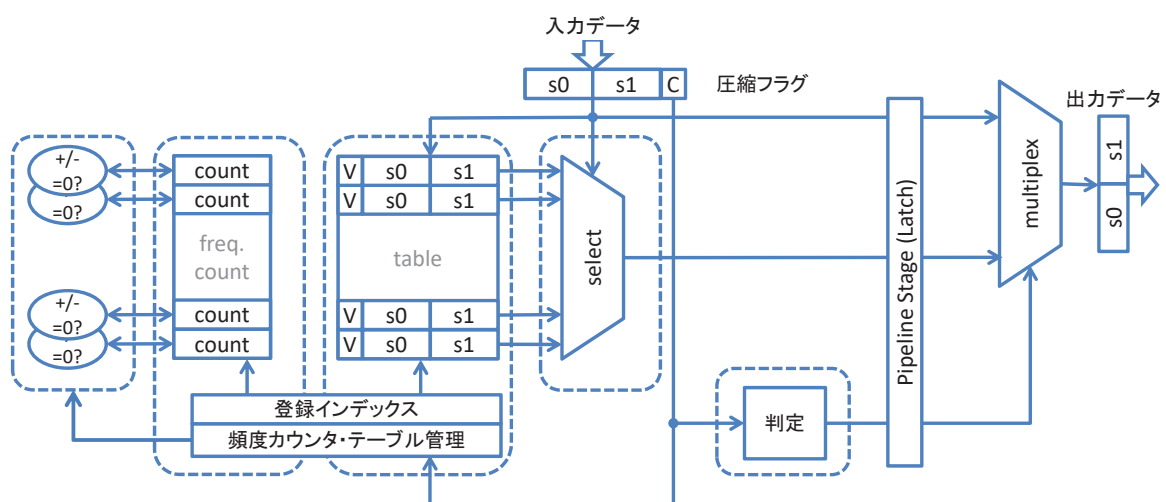 入力データ
s0 s1 C
圧縮フラグ
出力データ
s1
s0
+/-
=0?
=0?
count
count
freq.
count
count
count
+/-
=0?
=0?
V s0 s1
V s0 s1
table
V s0 s1
V s0 s1
select
Pipeline Stage (Latch)
multiplex
登録インデックス
頻度カウンタ・テーブル管理
判定